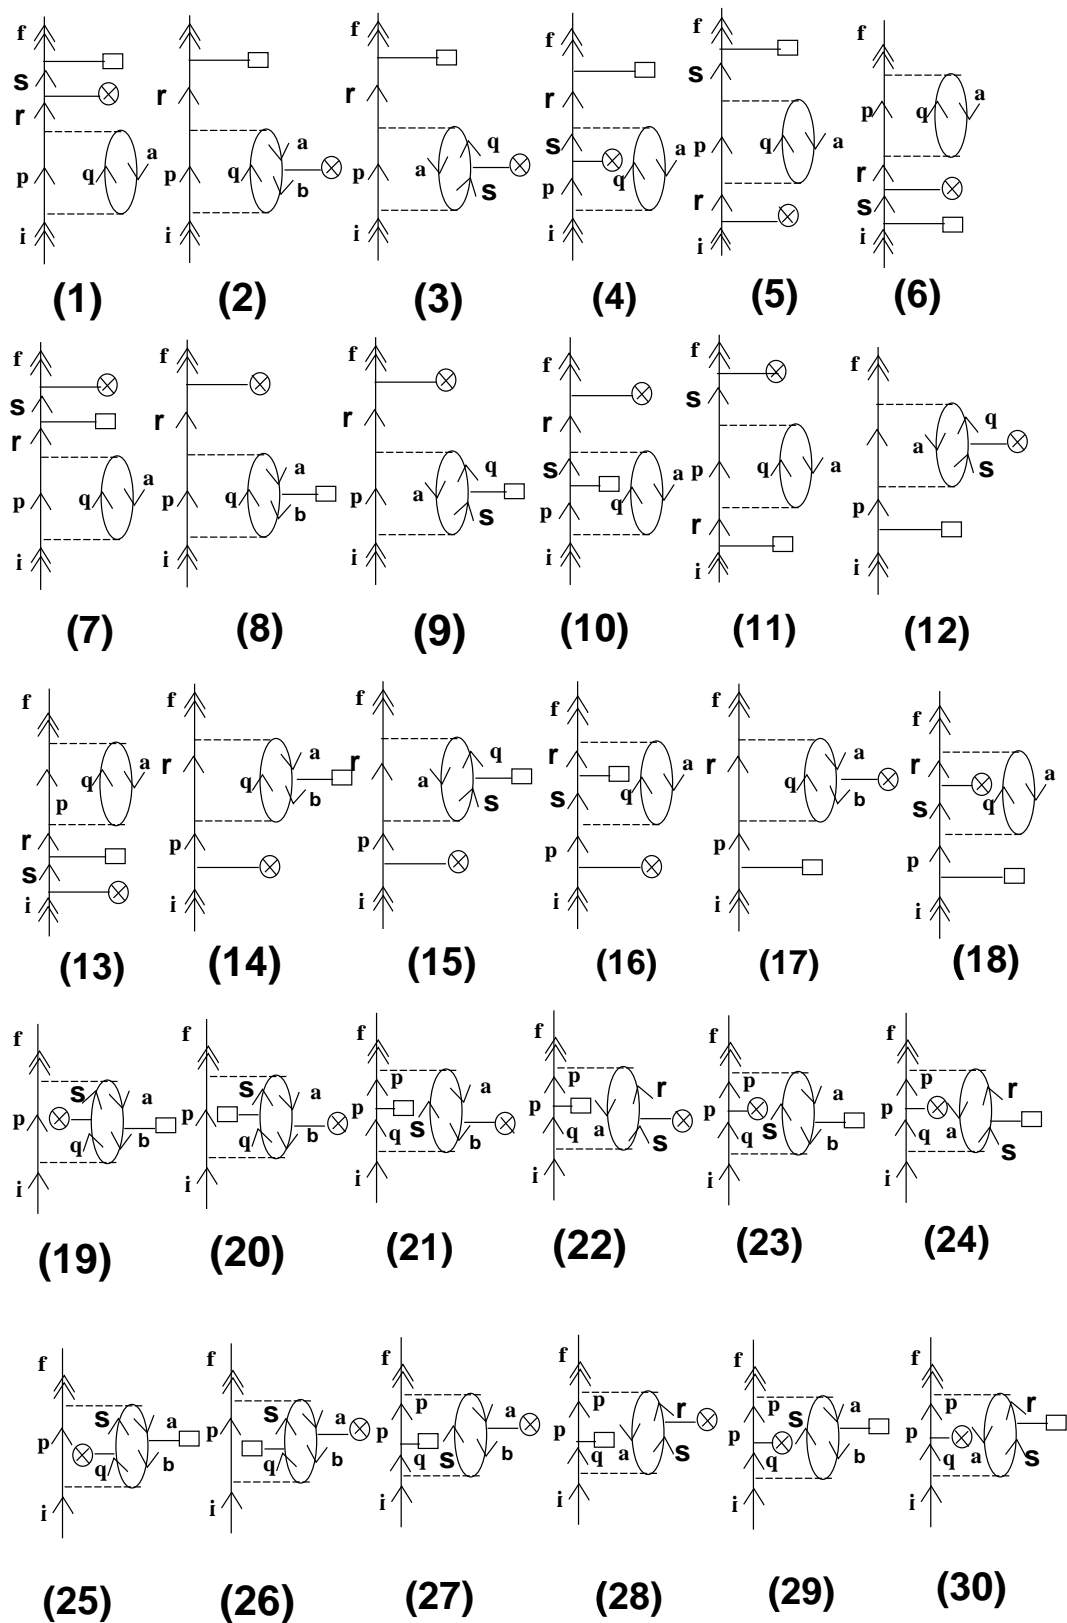 f s r a q p i
(1)
f r a q p b i
(2)
f r q a p s i
(3)
f r s a q p i
(4)
f s p q a r i
(5)
f a p q r s i
(6)
f s r a q p i
(7)
f r a q p b i
(8)
f r q a p s i
(9)
f r s a q p i
(10)
f s p q a r i
(11)
f q a s p i
(12)
f a q p r s i
(13)
f a r q b p i
(14)
f q r a s p i
(15)
f r a q s p i
(16)
f a r q b p i
(17)
f r a q s p i
(18)
f s a p q b i
(19)
f s a p q b i
(20)
f p a p q s b i
(21)
f p r p q a s i
(22)
f p s a p q b i
(23)
f p r p q a s i
(24)
f s a p q b i
(25)
f s a p q b i
(26)
f p a p q s b i
(27)
f p r p q a s i
(28)
f p a s p q b i
(29)
f p r p q a s i
(30)